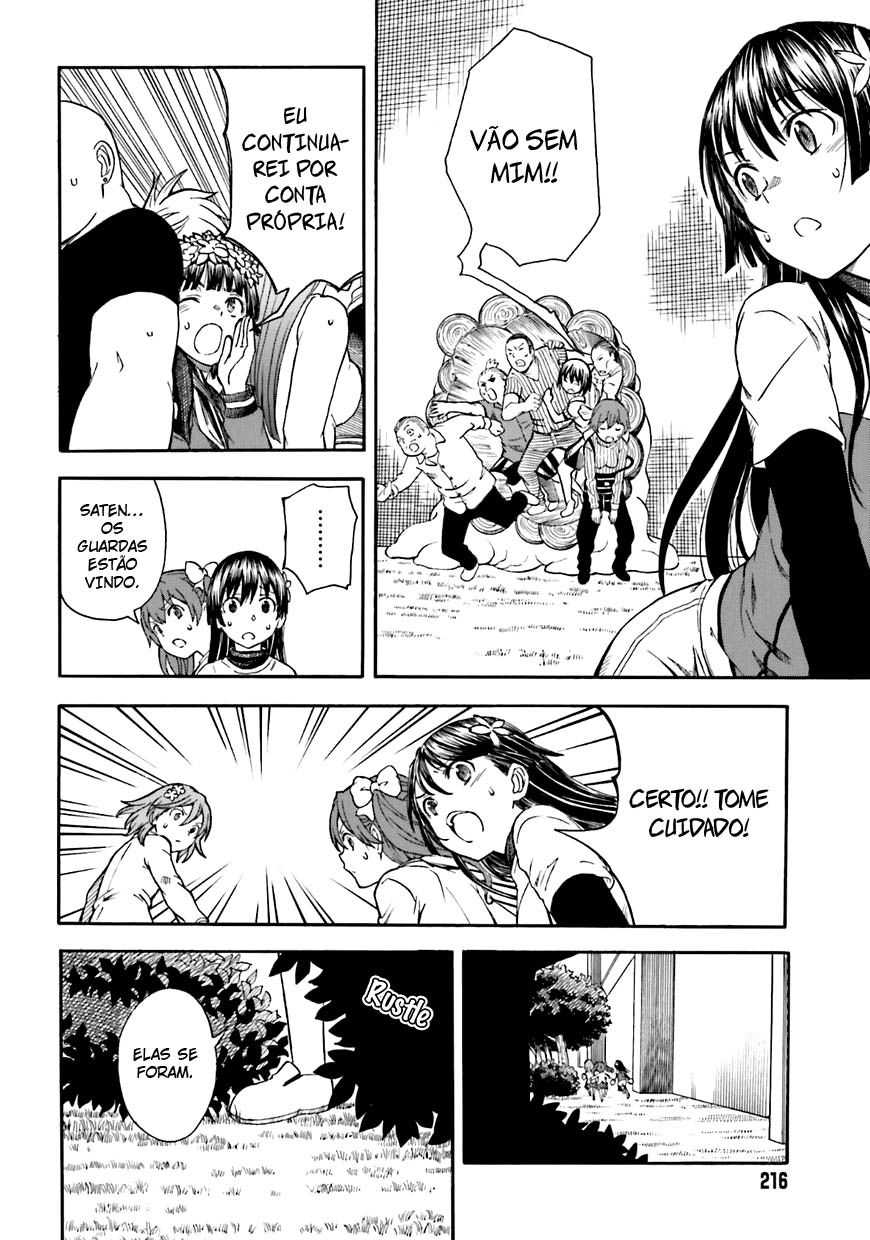 VÃO SEM
MIM!!
EU
CONTINUA-
REI POR
CONTA
PRÓPRIA!
.........
SATEN...
OS
GUARDAS
ESTÃO
VINDO.
CERTO!! TOME
CUIDADO!
Rustle
ELAS SE
FORAM.
216